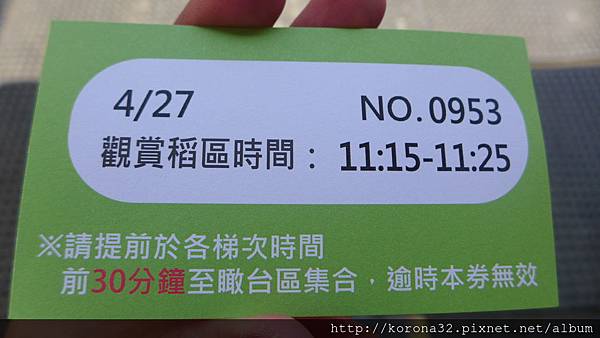 4/27 NO.0953
觀賞稻區時間： 11:15-11:25
※請提前於各梯次時間
前30分鐘至瞰台區集合，逾時本券無效
http://korona32.pixnet.net/album